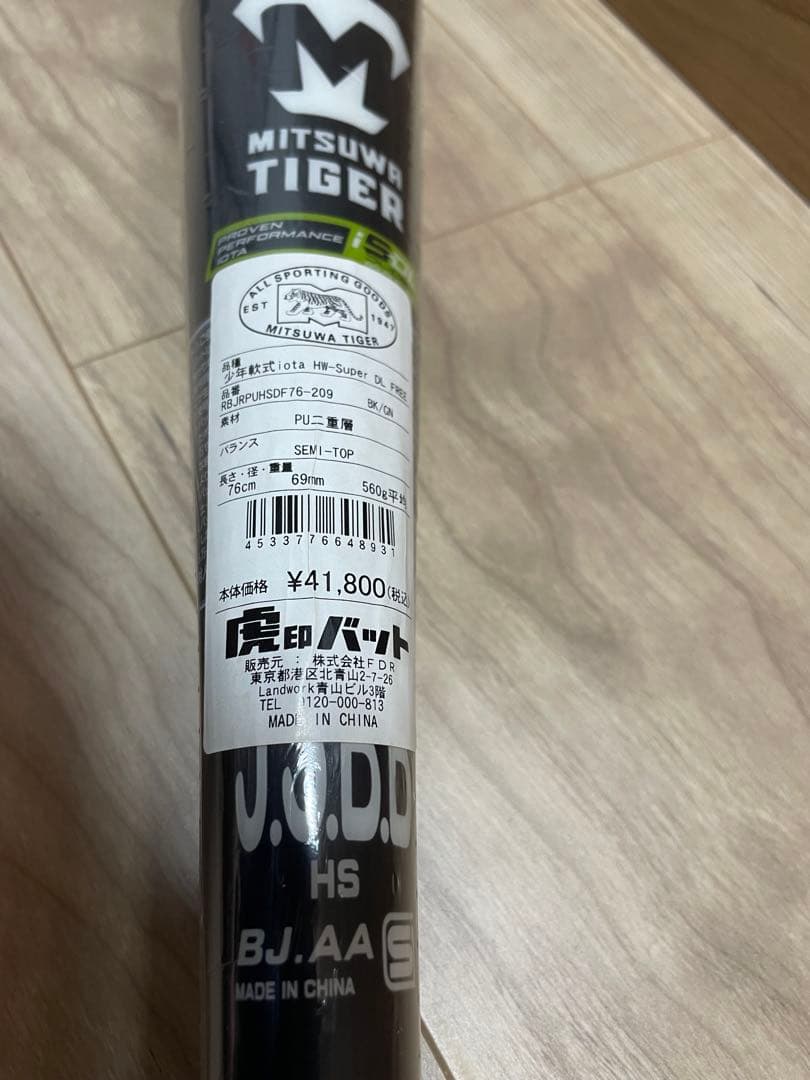 M
MITSUWA
TIGER
PROVEN
PERFORMANCE
IOTA
ALL SPORTING GOODS
EST 1947
M
MITSUWA TIGER
品種
少年軟式iota HW-Super DL FREE
品番
RBJRPUHSDF76-209 BK/GN
素材 PU二重層
バランス SEMI-TOP
長さ・径・重量
76cm 69mm 560g平均
4533776648931
本体価格 ¥41,800(税込)
虎印バット
販売元 : 株式会社FDR
東京都港区北青山2-7-26
Landwork青山ビル3階
TEL 0120-000-813
MADE IN CHINA
HS
BJ.AA S
MADE IN CHINA